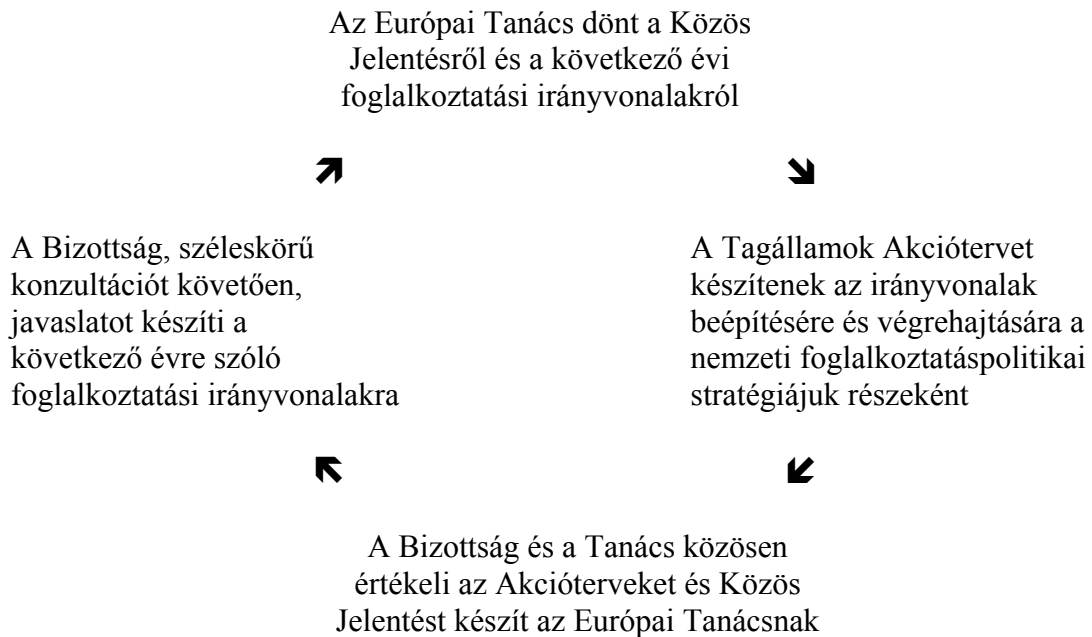 Az Európai Tanács dönt a Közös
Jelentésről és a következő évi
foglalkoztatási irányvonalakról
A Bizottság, széleskörű
konzultációt követően,
javaslatot készíti a
következő évre szóló
foglalkoztatási irányvonalakra
A Tagállamok Akciótervet
készítenek az irányvonalak
beépítésére és végrehajtására a
nemzeti foglalkoztatáspolitikai
stratégiájuk részeként
A Bizottság és a Tanács közösen
értékeli az Akcióterveket és Közös
Jelentést készít az Európai Tanácsnak